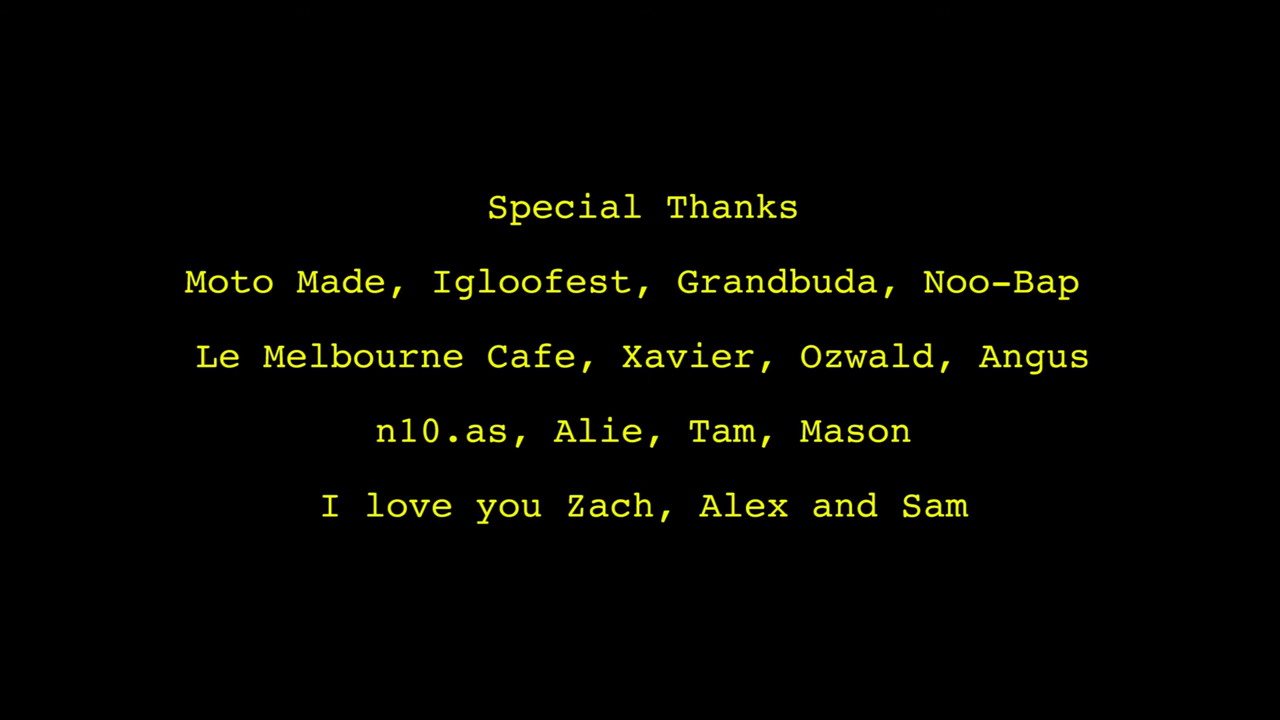 Special Thanks
Moto Made, Igloofest, Grandbuda, Noo-Bap
Le Melbourne Cafe, Xavier, Ozwald, Angus
n10.as, Alie, Tam, Mason
I love you Zach, Alex and Sam